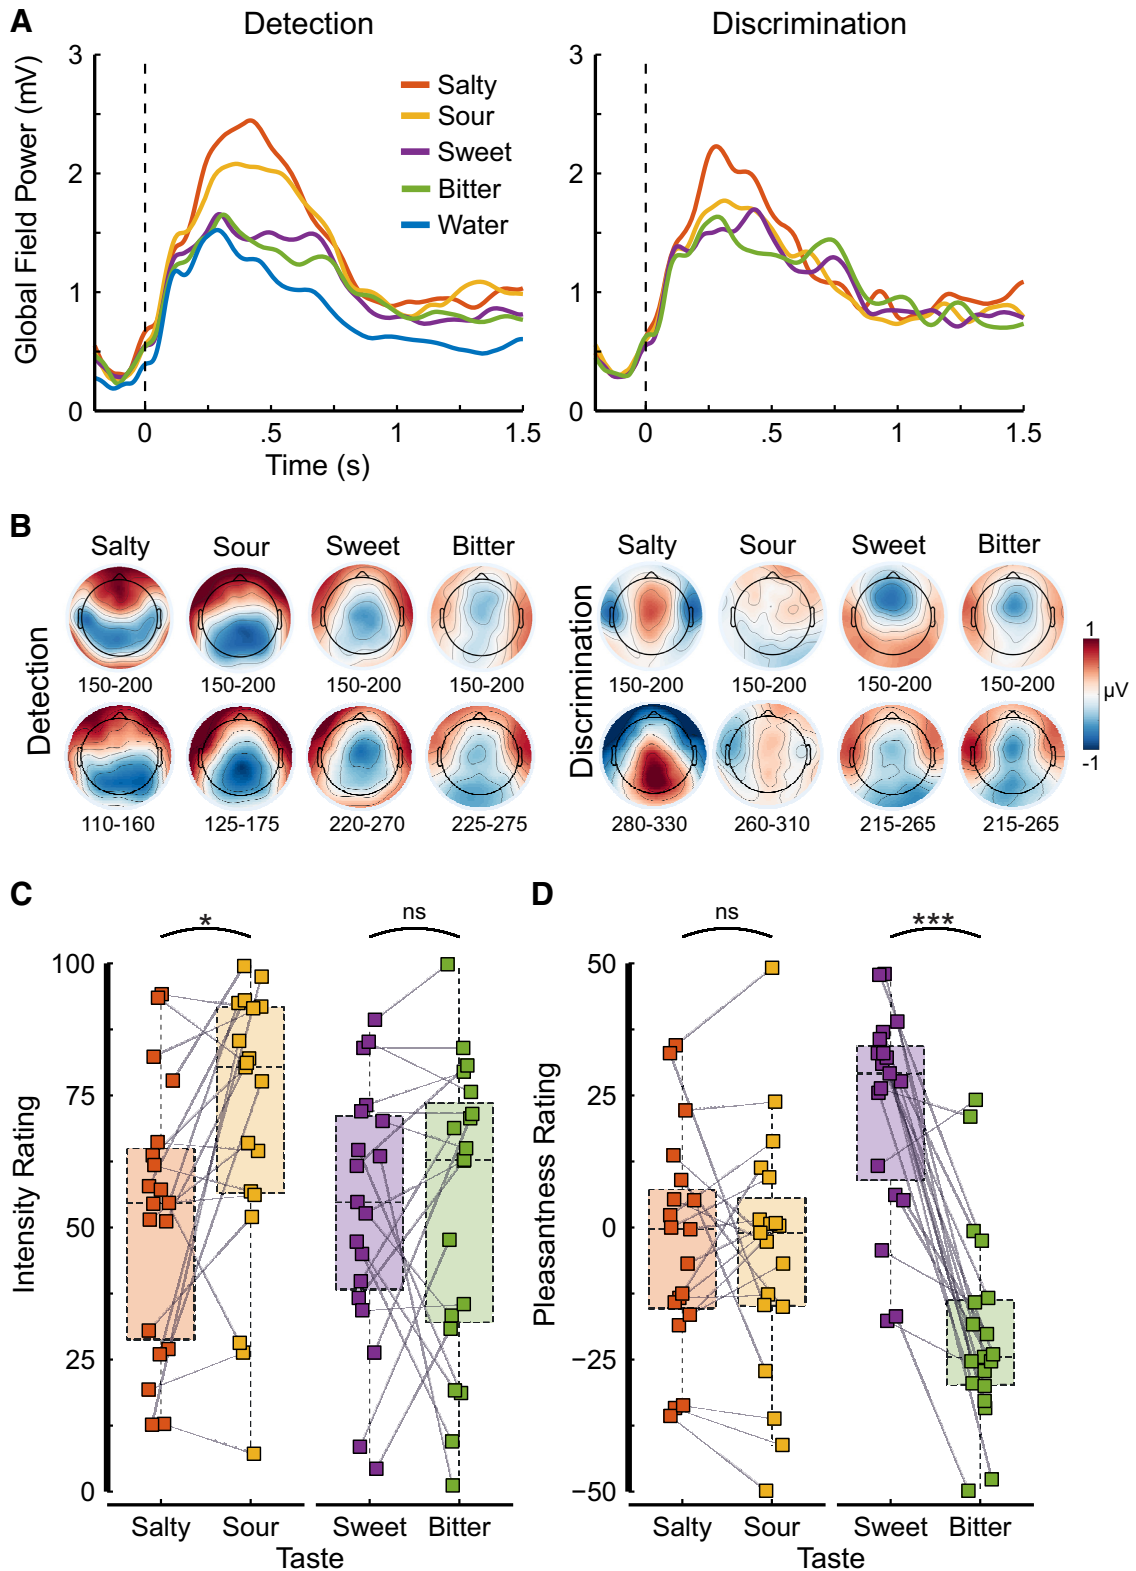 A
Detection
Discrimination
Global Field Power (mV)
3
2
1
0
0
.5
1
1.5
Time (s)
Salty
Sour
Sweet
Bitter
Water
3
2
1
0
0
.5
1
1.5
B
Detection
Salty Sour Sweet Bitter
150-200 150-200 150-200 150-200
110-160 125-175 220-270 225-275
Discrimination
Salty Sour Sweet Bitter
150-200 150-200 150-200 150-200
280-330 260-310 215-265 215-265
1
µV
-1
C
Intensity Rating
100
75
50
25
0
*
ns
Salty Sour Sweet Bitter
Taste
D
Pleasantness Rating
50
25
0
−25
−50
ns
***
Salty Sour Sweet Bitter
Taste